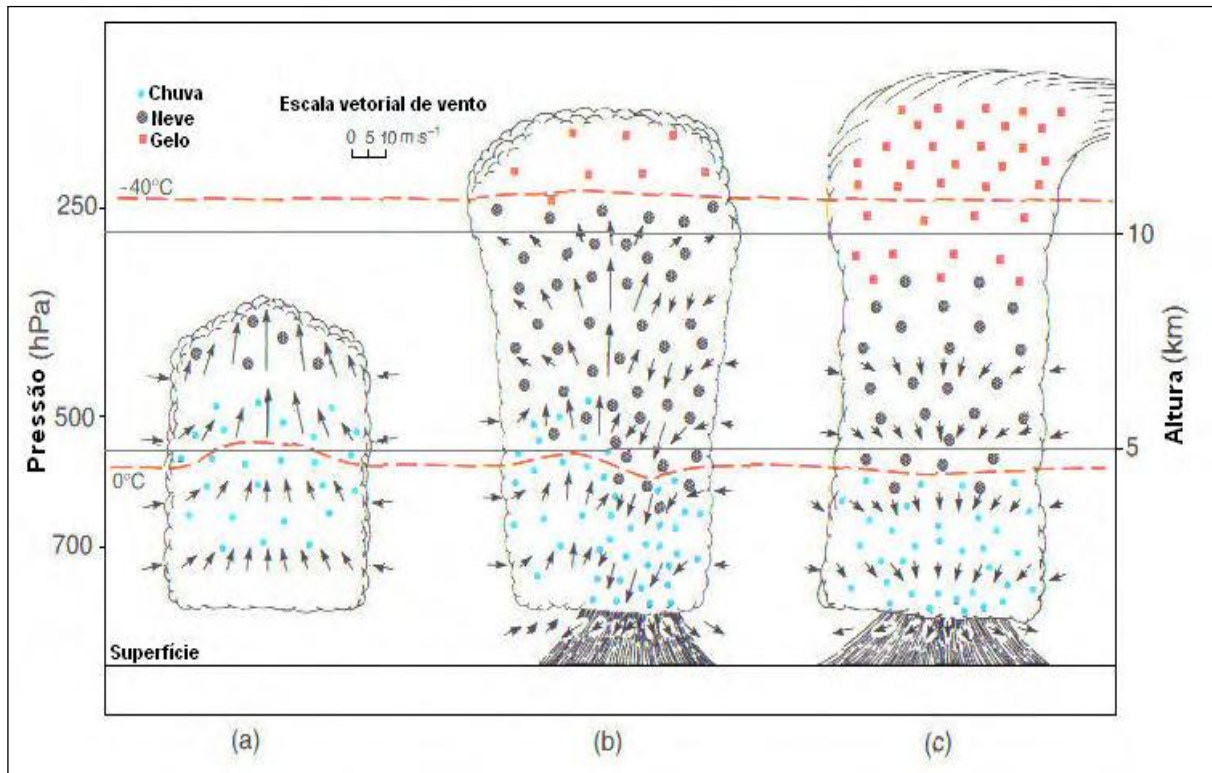 Chuva
Neve
Gelo
Escala vetorial de vento
0 5 10 m s⁻¹
-40°C
250
10
Pressão (hPa)
Altura (km)
500
5
0°C
700
Superfície
(a)
(b)
(c)